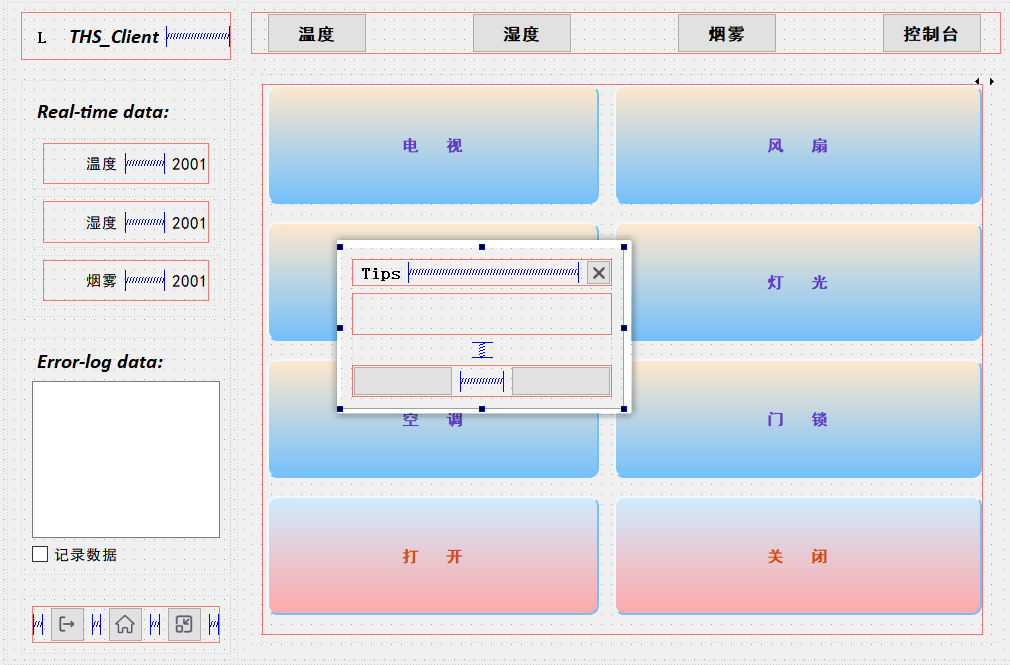 L THS_Client
温度 湿度 烟雾 控制台
Real-time data:
温度 2001
湿度 2001
烟雾 2001
Error-log data:
记录数据
电 视 风 扇
灯 光
Tips
空 调 门 锁
打 开 关 闭